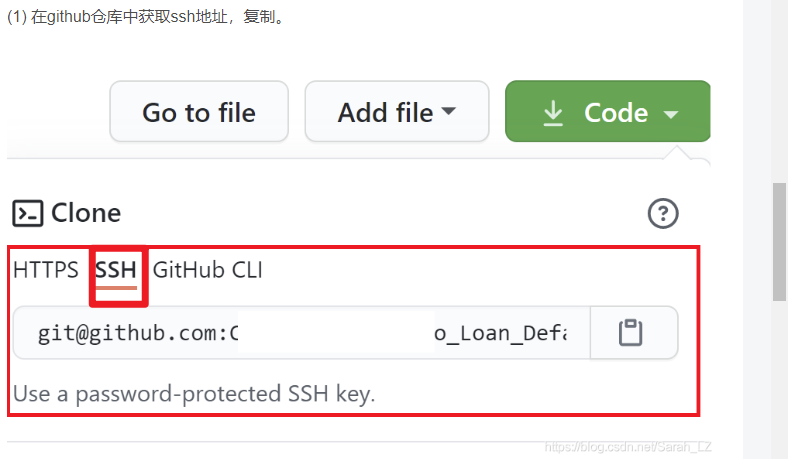 (1) 在github仓库中获取ssh地址，复制。
Go to file Add file Code
Clone
HTTPS SSH GitHub CLI
git@github.com: o_Loan_Defa
Use a password-protected SSH key.
https://blog.csdn.net/Sarah_LZ